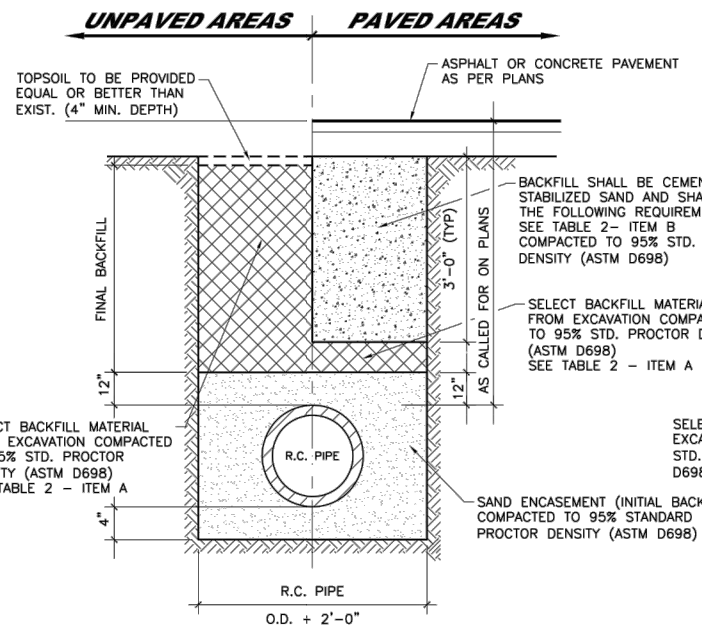 UNPAVED AREAS
PAVED AREAS
TOPSOIL TO BE PROVIDED
EQUAL OR BETTER THAN
EXIST. (4" MIN. DEPTH)
ASPHALT OR CONCRETE PAVEMENT
AS PER PLANS
BACKFILL SHALL BE CEMEN
STABILIZED SAND AND SHA
THE FOLLOWING REQUIREM
SEE TABLE 2- ITEM B
COMPACTED TO 95% STD.
DENSITY (ASTM D698)
FINAL BACKFILL
3'-0" (TYP)
AS CALLED FOR ON PLANS
SELECT BACKFILL MATERIA
FROM EXCAVATION COMPA
TO 95% STD. PROCTOR D
(ASTM D698)
SEE TABLE 2 - ITEM A
12"
12"
CT BACKFILL MATERIAL
EXCAVATION COMPACTED
5% STD. PROCTOR
TY (ASTM D698)
TABLE 2 - ITEM A
R.C. PIPE
SELE
EXCA
STD.
D698
4"
SAND ENCASEMENT (INITIAL BACK
COMPACTED TO 95% STANDARD
PROCTOR DENSITY (ASTM D698)
R.C. PIPE
O.D. + 2'-0"